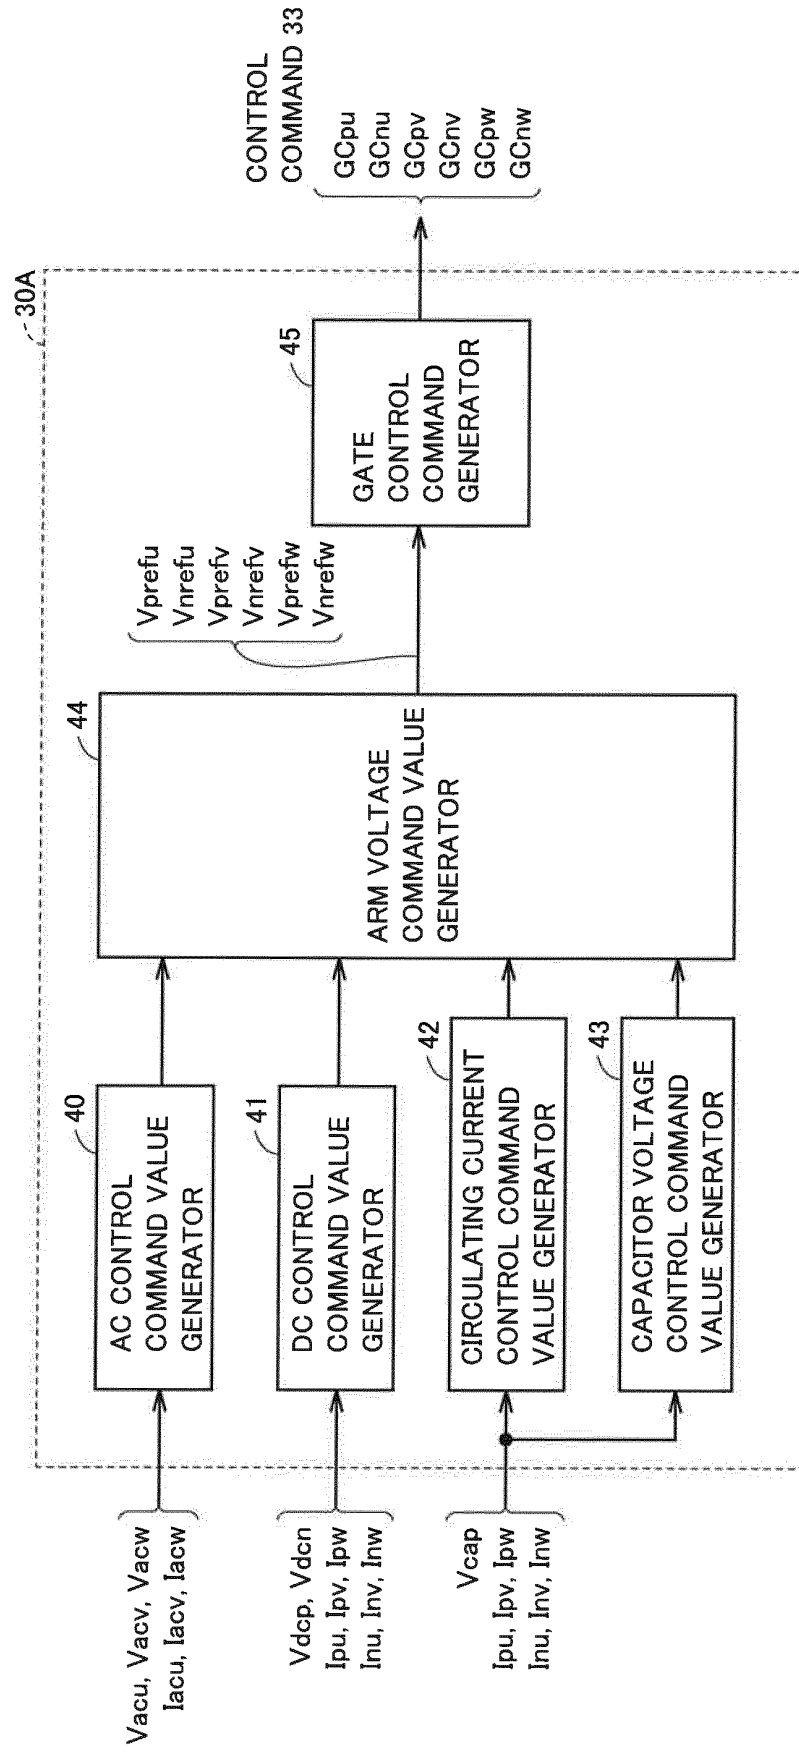 30A
Vacu, Vacv, Vacw
Iacu, Iacv, Iacw
40
AC CONTROL
COMMAND VALUE
GENERATOR
Vdcp, Vdcn
Ipu, Ipv, Ipw
Inu, Inv, Inw
41
DC CONTROL
COMMAND VALUE
GENERATOR
Vcap
Ipu, Ipv, Ipw
Inu, Inv, Inw
42
CIRCULATING CURRENT
CONTROL COMMAND
VALUE GENERATOR
43
CAPACITOR VOLTAGE
CONTROL COMMAND
VALUE GENERATOR
44
ARM VOLTAGE
COMMAND VALUE
GENERATOR
Vprefu
Vnrefu
Vprefv
Vnrefv
Vprefw
Vnrefw
45
GATE
CONTROL
COMMAND
GENERATOR
CONTROL
COMMAND 33
GCpu
GCnu
GCpv
GCnv
GCpw
GCnw